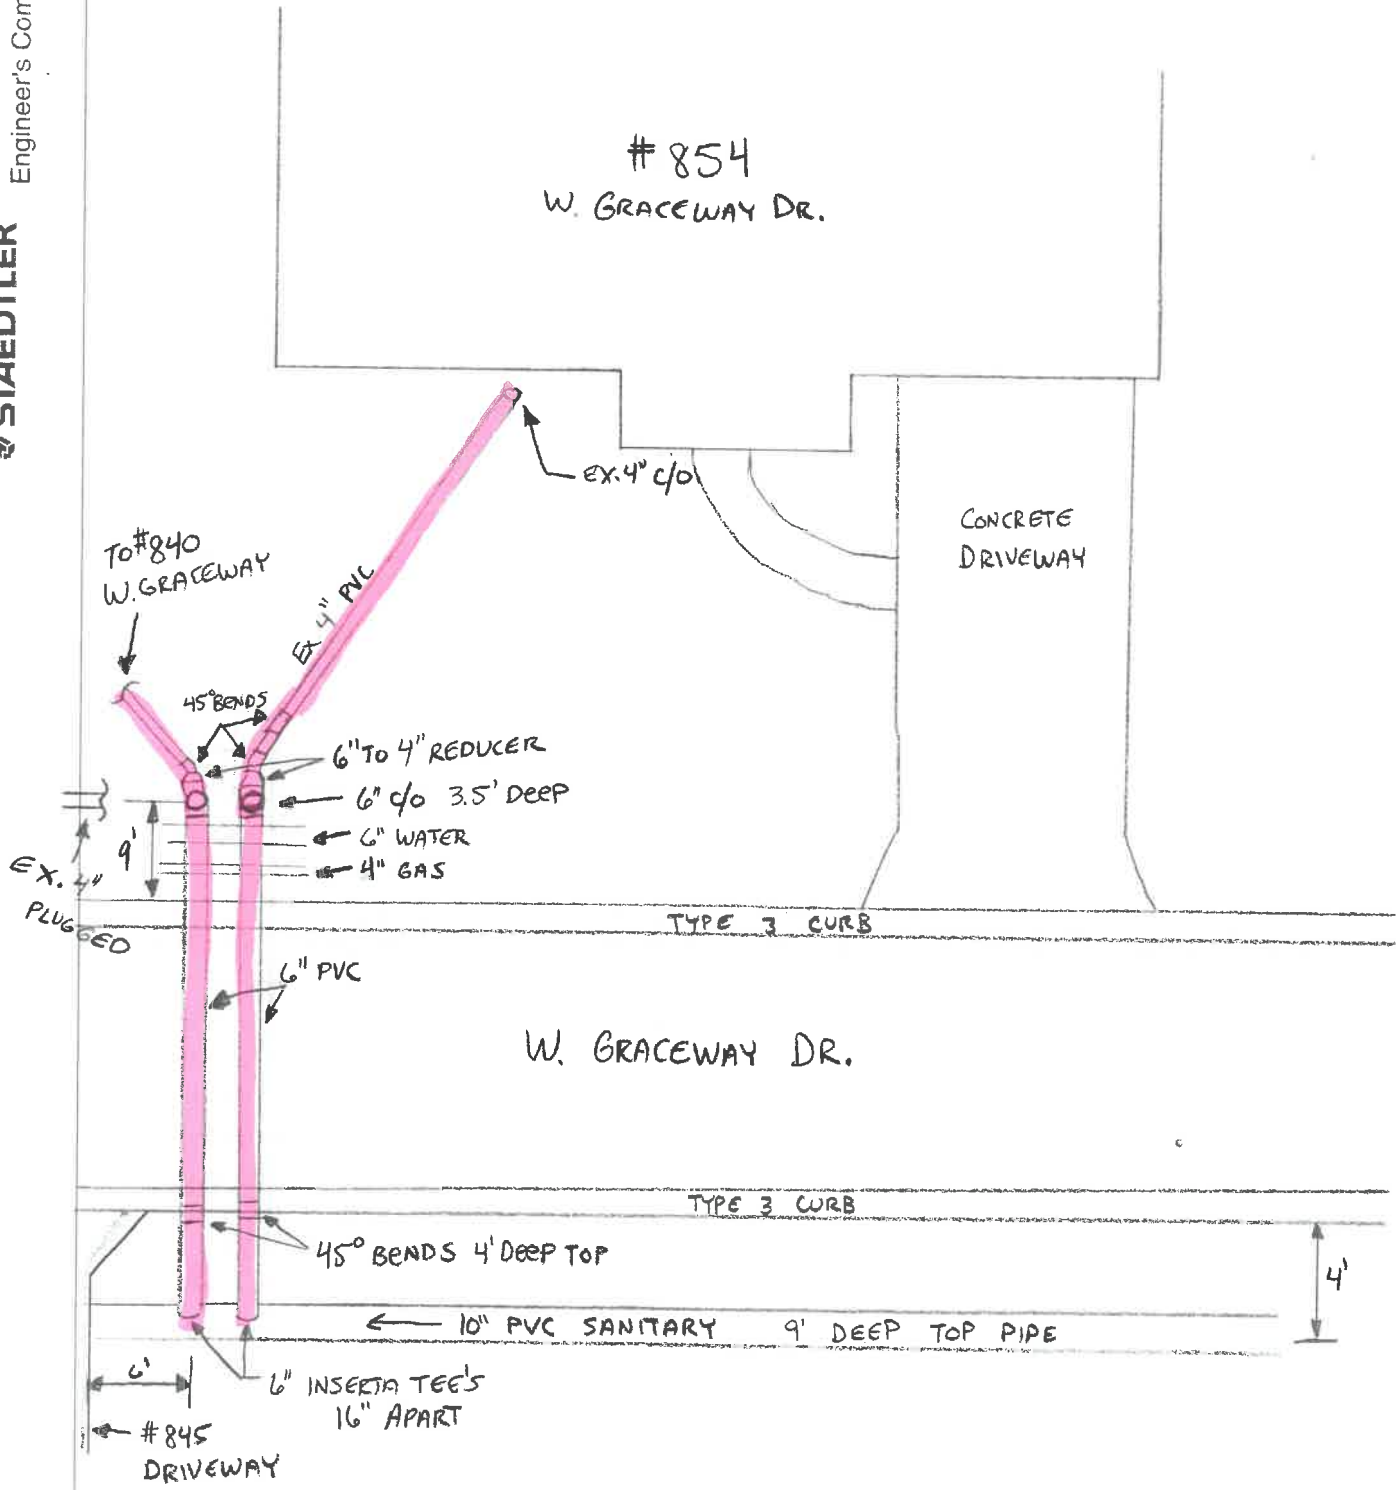 Engineer's Com
STAEDTLER
# 854
W. GRACEWAY DR.
EX. 4" C/O
CONCRETE
DRIVEWAY
TO #840
W. GRACEWAY
EX 4" PVC
45° BENDS
6" TO 4" REDUCER
6" C/O 3.5' DEEP
6" WATER
4" GAS
9'
EX. 4"
PLUGGED
TYPE 3 CURB
6" PVC
W. GRACEWAY DR.
TYPE 3 CURB
45° BENDS 4' DEEP TOP
4'
10" PVC SANITARY 9' DEEP TOP PIPE
6'
6" INSERTA TEE'S
16" APART
#845
DRIVEWAY